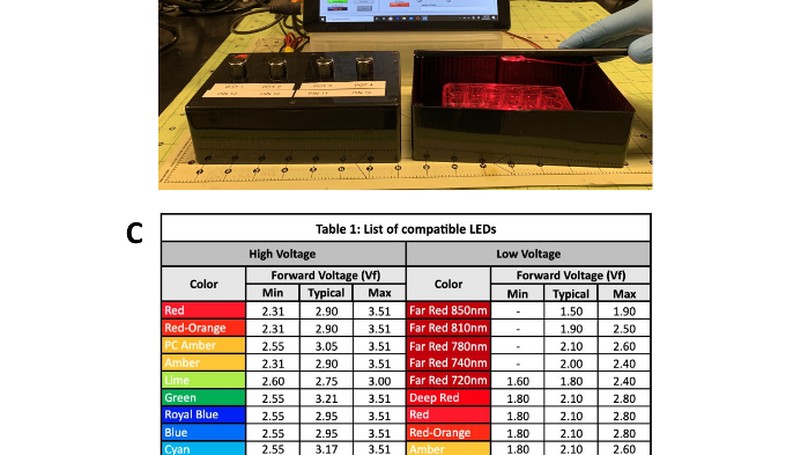 C
Table 1: List of compatible LEDs
High Voltage Low Voltage
Color Forward Voltage (Vf) Color Forward Voltage (Vf)
Min Typical Max Min Typical Max
Red 2.31 2.90 3.51 Far Red 850nm - 1.50 1.90
Red-Orange 2.31 2.90 3.51 Far Red 810nm - 1.90 2.50
PC Amber 2.55 3.05 3.51 Far Red 780nm - 2.10 2.60
Amber 2.31 2.90 3.51 Far Red 740nm - 2.00 2.40
Lime 2.60 2.75 3.00 Far Red 720nm 1.60 1.80 2.40
Green 2.55 3.21 3.51 Deep Red 1.80 2.10 2.80
Royal Blue 2.55 2.95 3.51 Red 1.80 2.10 2.80
Blue 2.55 2.95 3.51 Red-Orange 1.80 2.10 2.80
Cyan 2.55 3.17 3.51 Amber 1.80 2.10 2.60